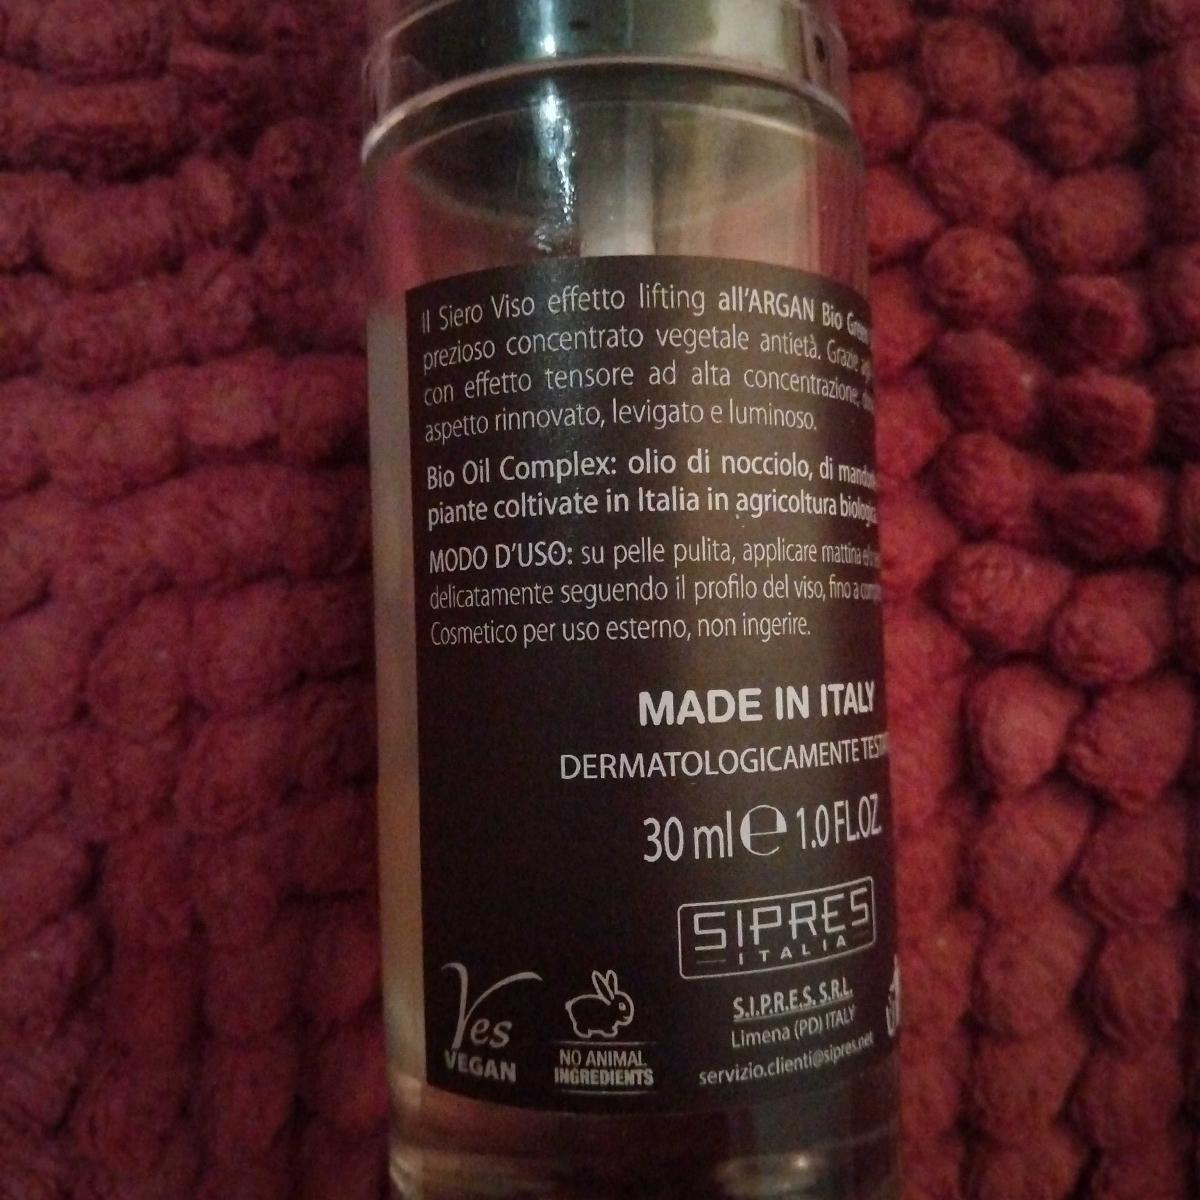 Il Siero Viso effetto lifting all'ARGAN Bio Green
prezioso concentrato vegetale antietà. Grazie
con effetto tensore ad alta concentrazione,
aspetto rinnovato, levigato e luminoso.
Bio Oil Complex: olio di nocciolo, di
piante coltivate in Italia in agricoltura biologica
MODO D'USO: su pelle pulita, applicare mattina
delicatamente seguendo il profilo del viso, fino a
Cosmetico per uso esterno, non ingerire.
MADE IN ITALY
DERMATOLOGICAMENTE
30 ml e 1.0 FL.OZ.
SIPRES
ITALIA
Yes
VEGAN
NO ANIMAL
INGREDIENTS
S.I.P.R.E.S. S.R.L.
Limena (PD) ITALY
servizio.clienti@sipres.net